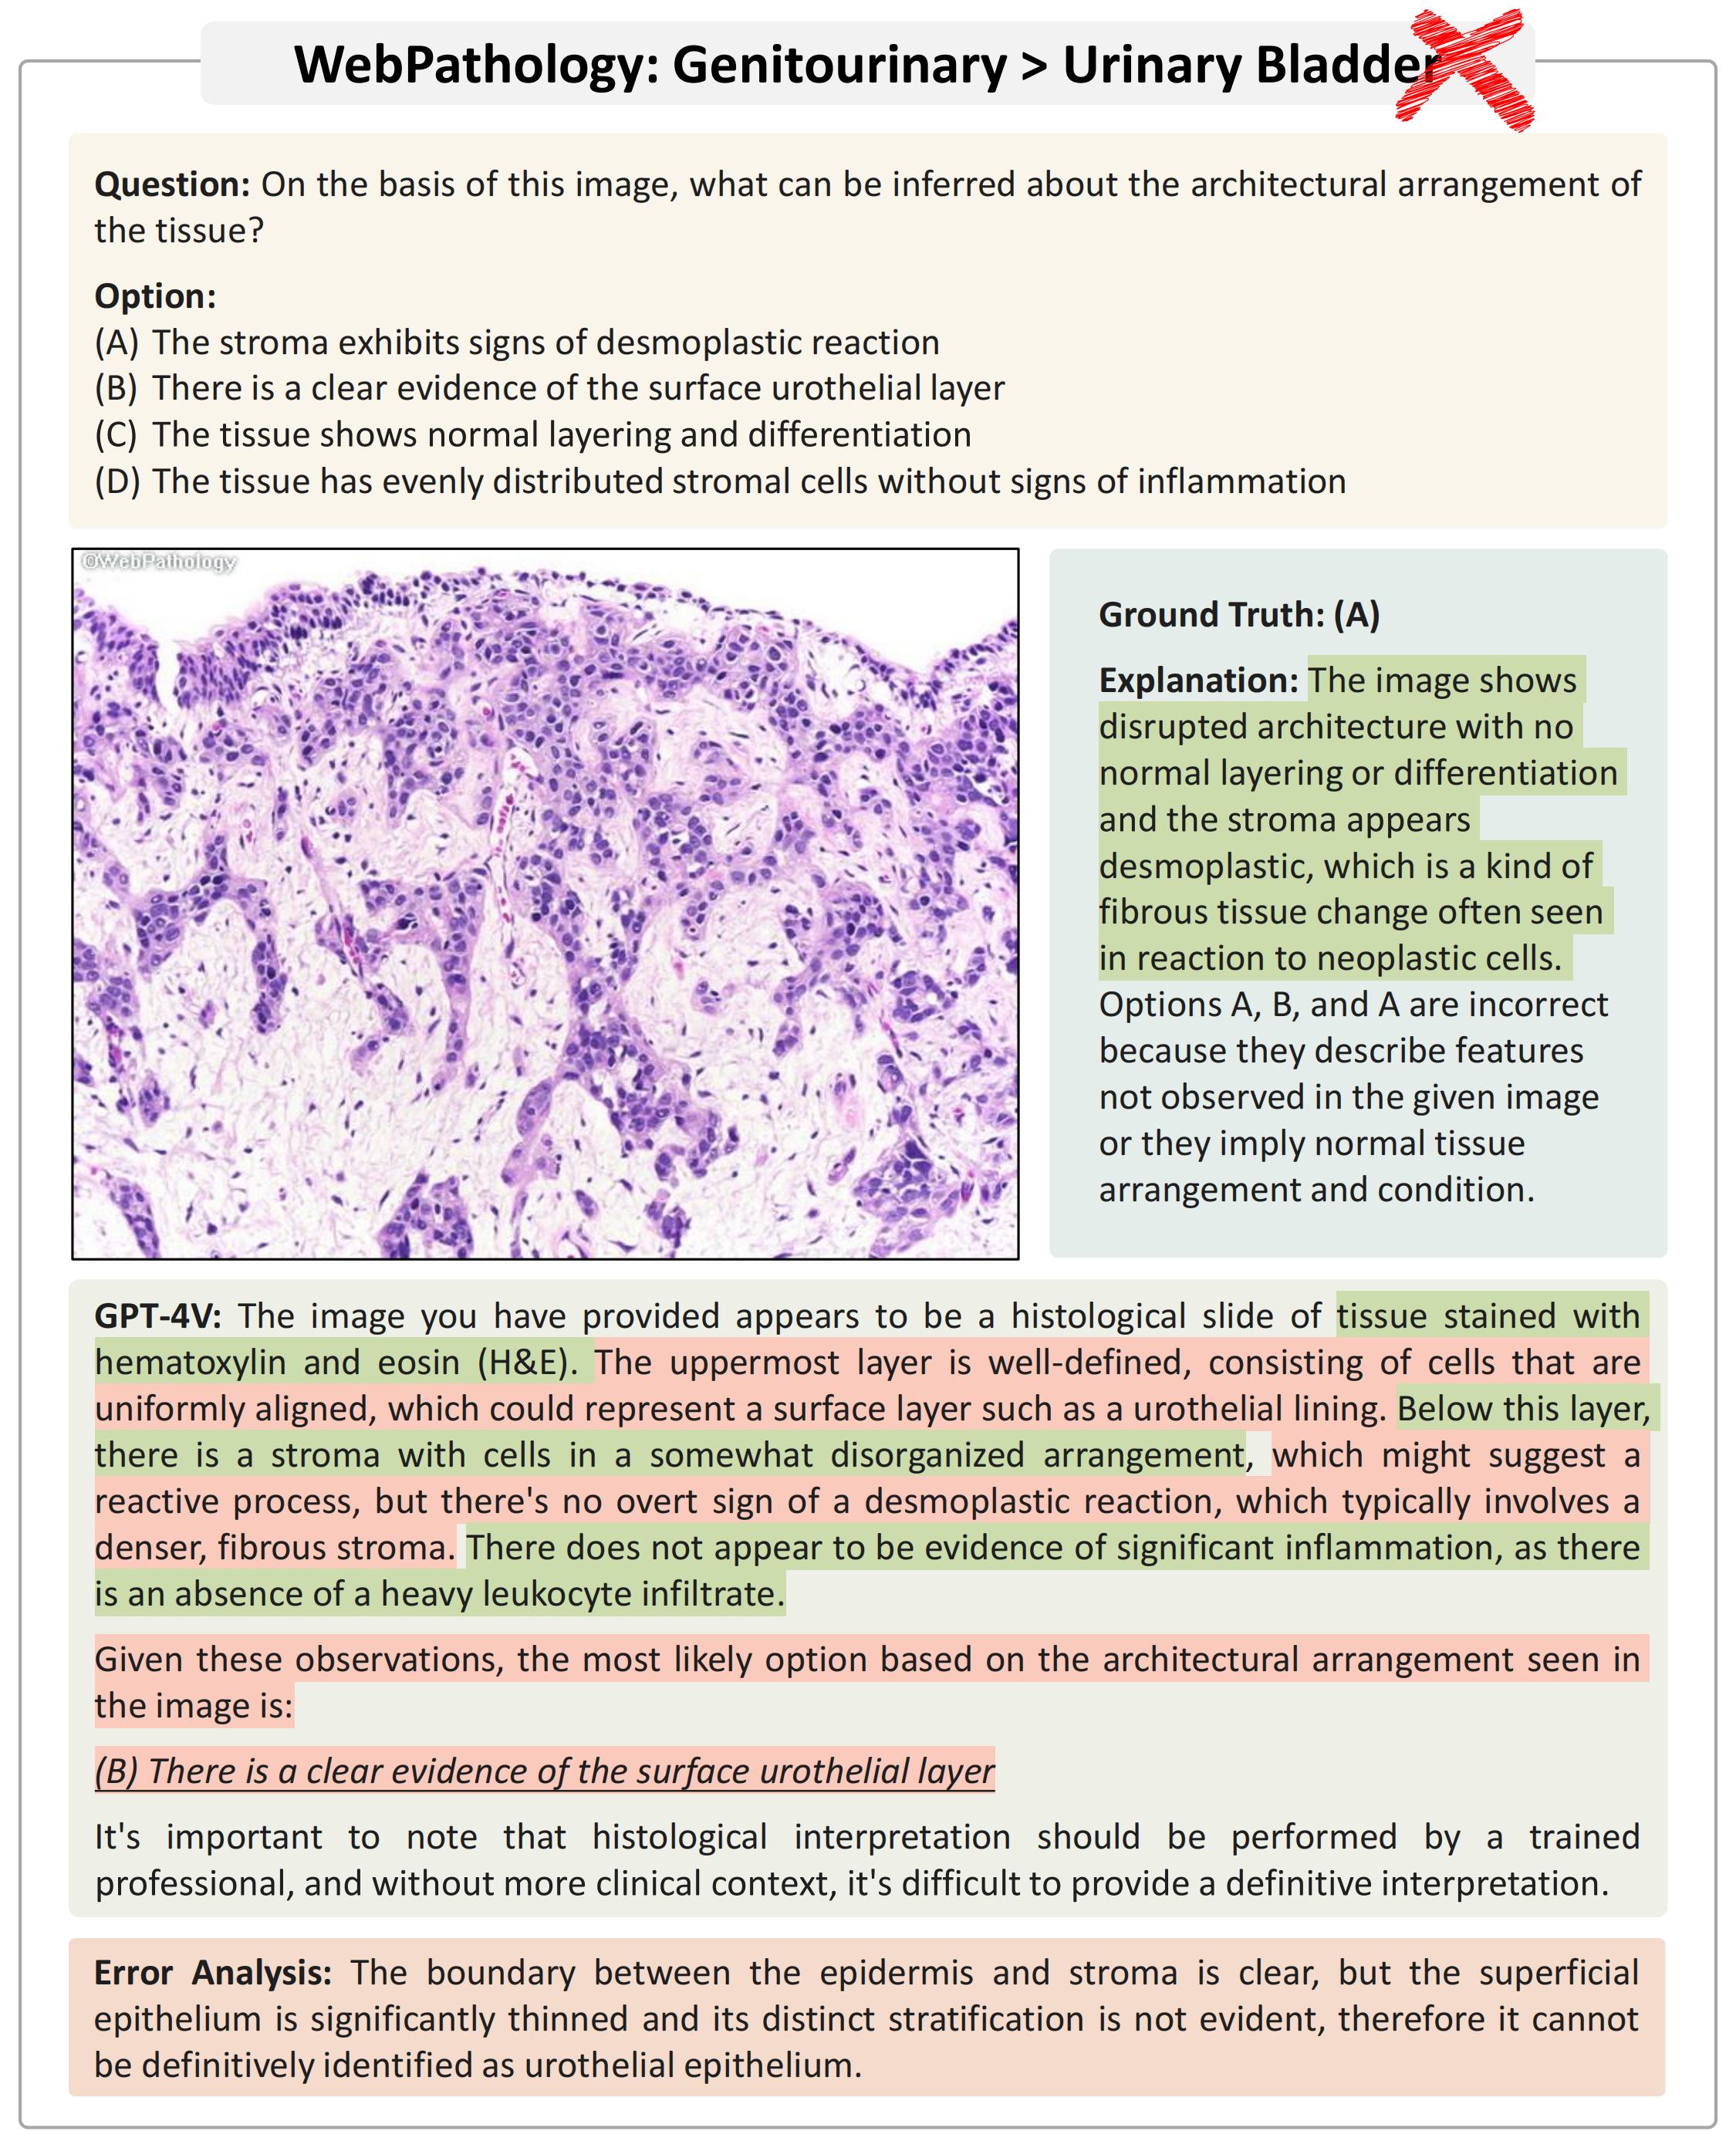 WebPathology: Genitourinary > Urinary Bladder
Question: On the basis of this image, what can be inferred about the architectural arrangement of
the tissue?
Option:
(A) The stroma exhibits signs of desmoplastic reaction
(B) There is a clear evidence of the surface urothelial layer
(C) The tissue shows normal layering and differentiation
(D) The tissue has evenly distributed stromal cells without signs of inflammation
©WebPathology
Ground Truth: (A)
Explanation: The image shows
disrupted architecture with no
normal layering or differentiation
and the stroma appears
desmoplastic, which is a kind of
fibrous tissue change often seen
in reaction to neoplastic cells.
Options A, B, and A are incorrect
because they describe features
not observed in the given image
or they imply normal tissue
arrangement and condition.
GPT-4V: The image you have provided appears to be a histological slide of tissue stained with
hematoxylin and eosin (H&E). The uppermost layer is well-defined, consisting of cells that are
uniformly aligned, which could represent a surface layer such as a urothelial lining. Below this layer,
there is a stroma with cells in a somewhat disorganized arrangement, which might suggest a
reactive process, but there's no overt sign of a desmoplastic reaction, which typically involves a
denser, fibrous stroma. There does not appear to be evidence of significant inflammation, as there
is an absence of a heavy leukocyte infiltrate.
Given these observations, the most likely option based on the architectural arrangement seen in
the image is:
(B) There is a clear evidence of the surface urothelial layer
It's important to note that histological interpretation should be performed by a trained
professional, and without more clinical context, it's difficult to provide a definitive interpretation.
Error Analysis: The boundary between the epidermis and stroma is clear, but the superficial
epithelium is significantly thinned and its distinct stratification is not evident, therefore it cannot
be definitively identified as urothelial epithelium.